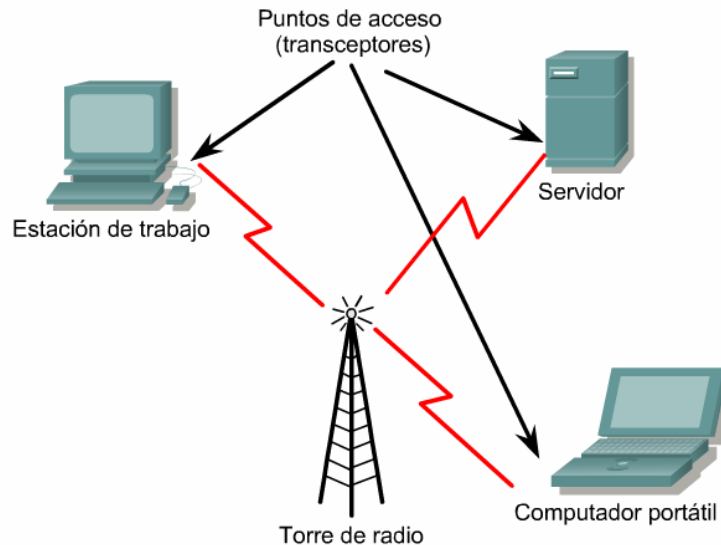 Puntos de acceso
(transceptores)
Estación de trabajo
Servidor
Torre de radio
Computador portátil